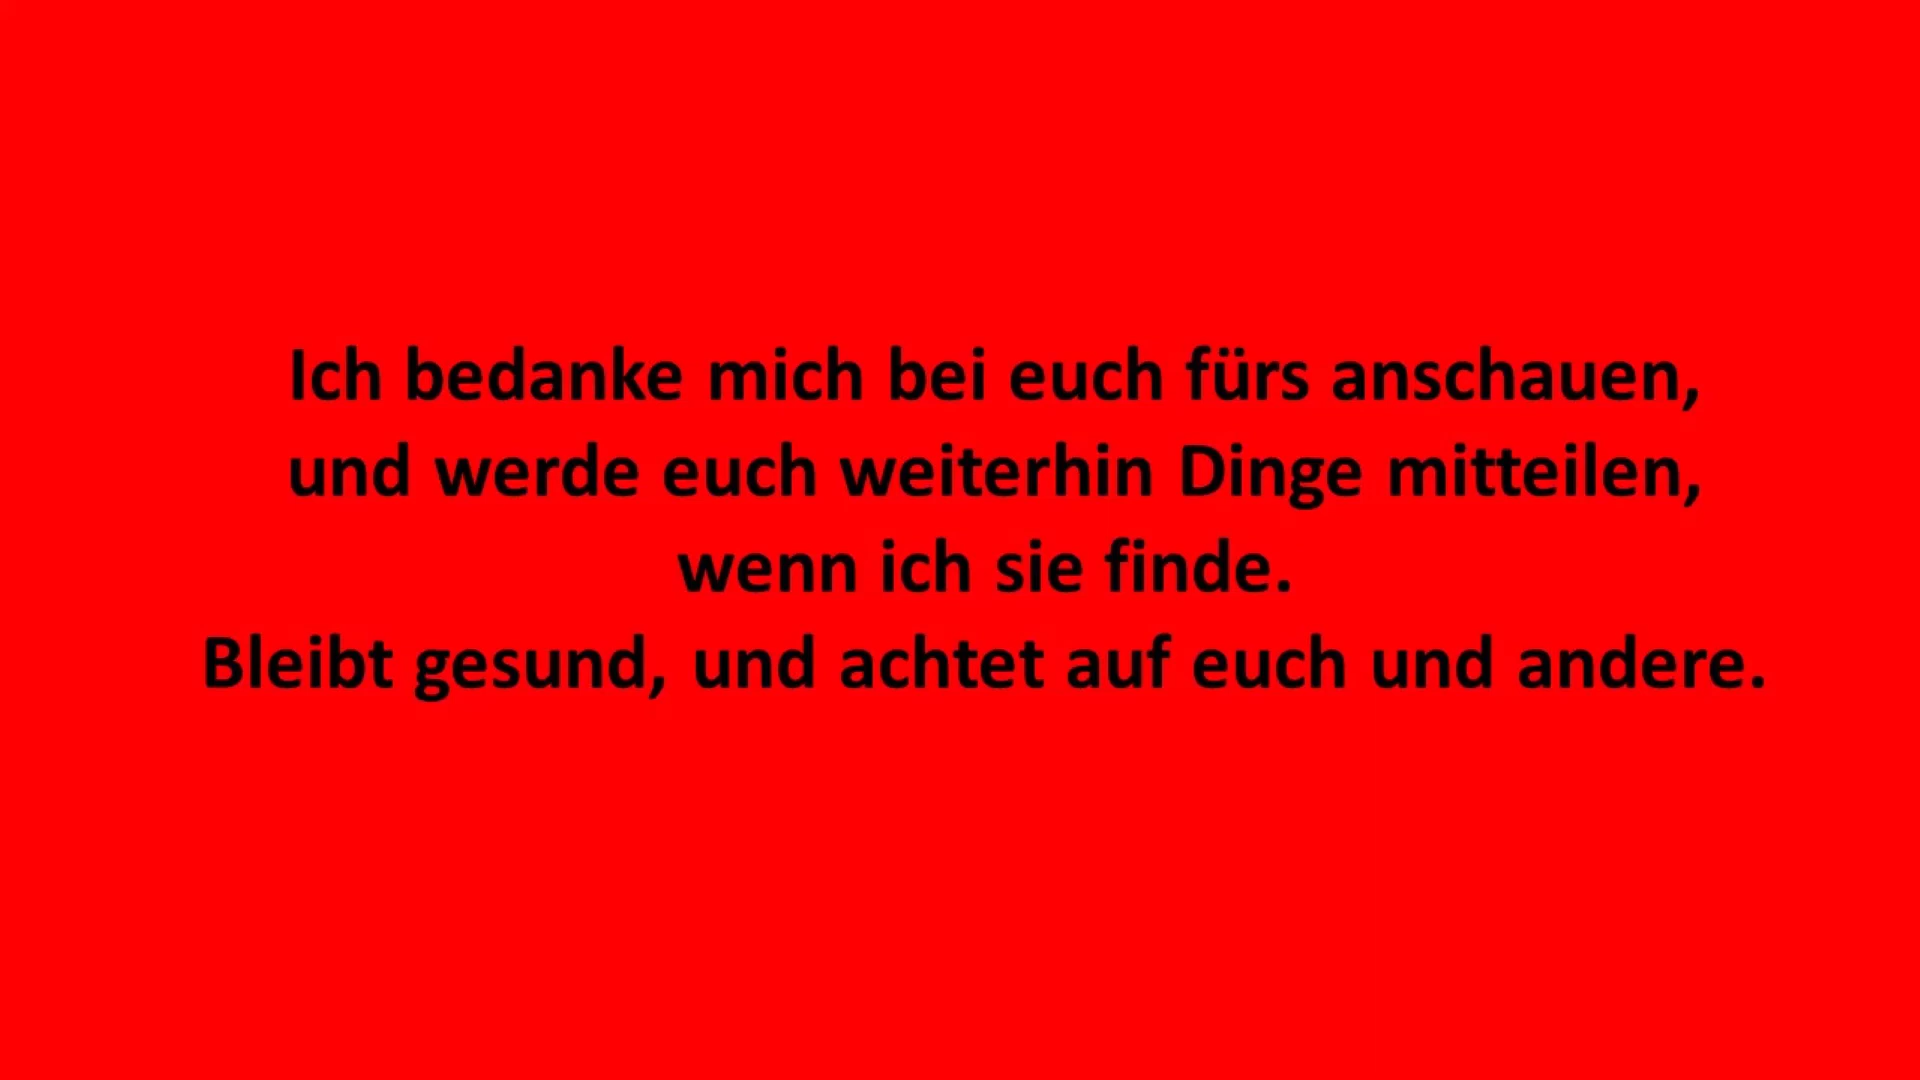 Ich bedanke mich bei euch fürs anschauen,
und werde euch weiterhin Dinge mitteilen,
wenn ich sie finde.
Bleibt gesund, und achtet auf euch und andere.